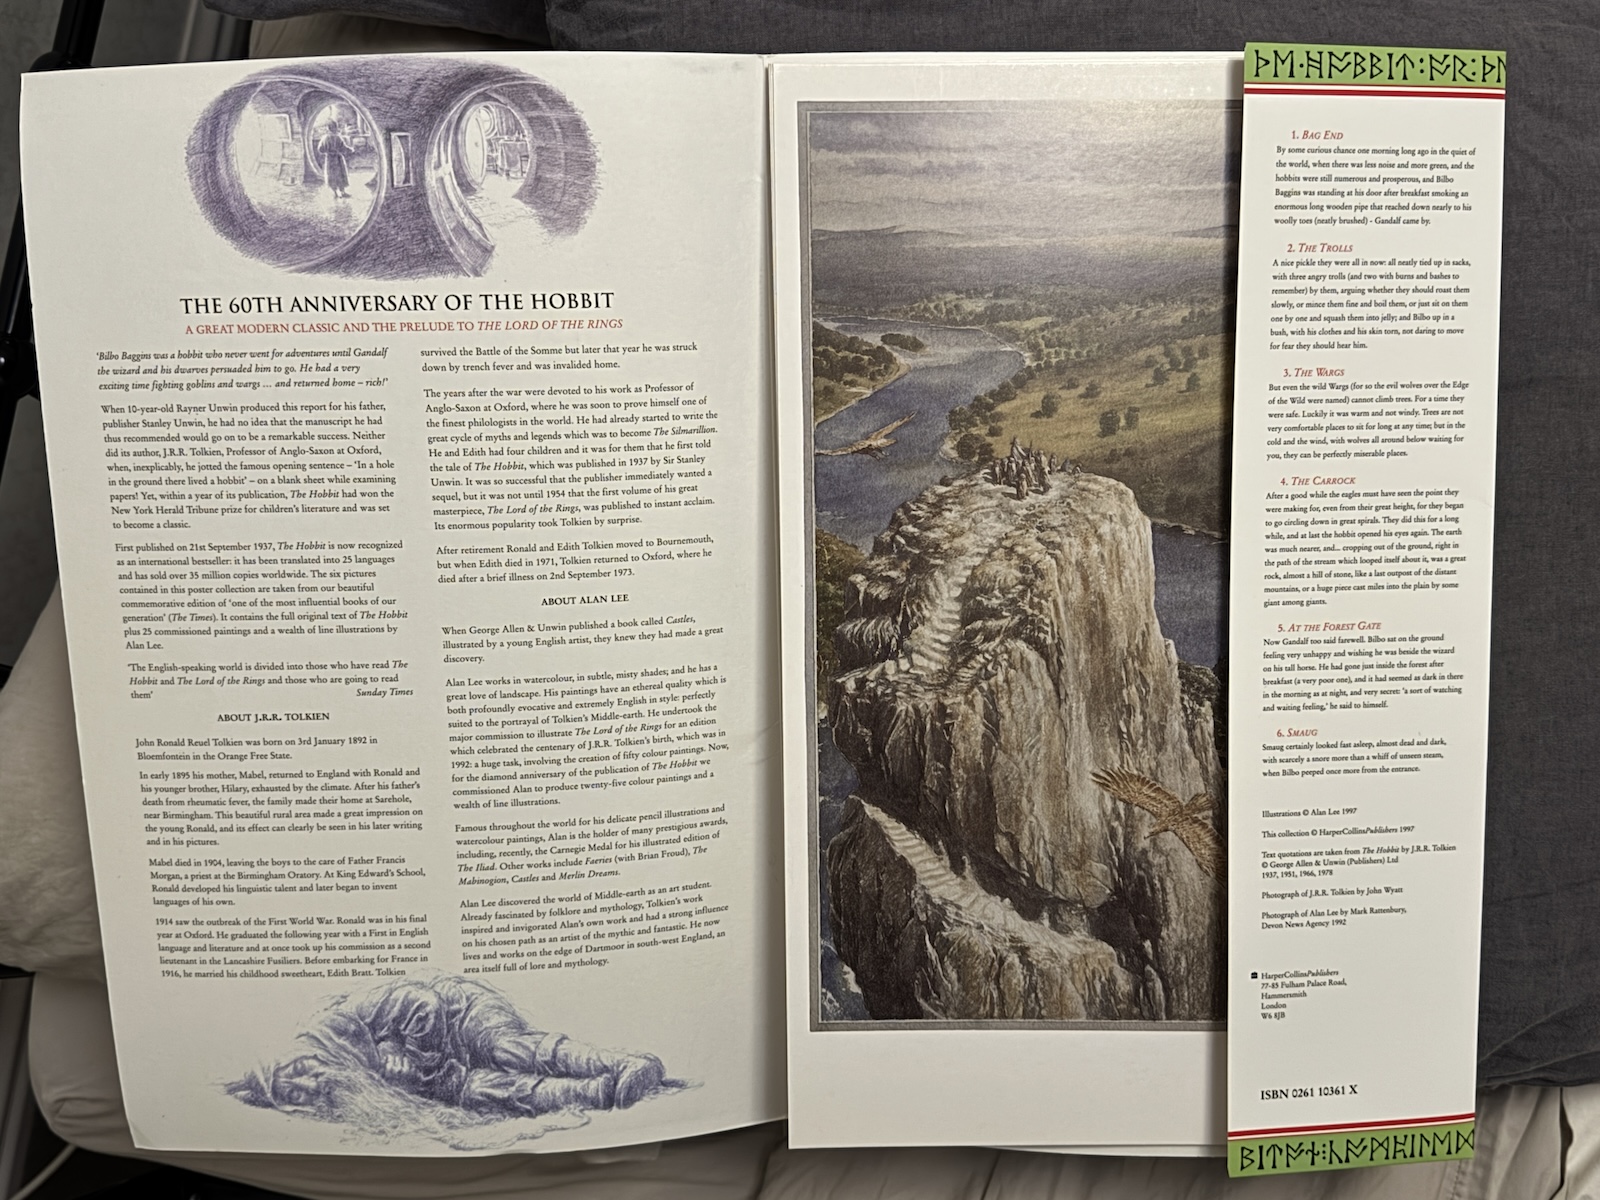 THE 60TH ANNIVERSARY OF THE HOBBIT
A GREAT MODERN CLASSIC AND THE PRELUDE TO THE LORD OF THE RINGS
'Bilbo Baggins was a hobbit who never went for adventures until Gandalf
the wizard and his dwarves persuaded him to go. He had a very
exciting time fighting goblins and wargs ... and returned home – rich!'
When 10-year-old Rayner Unwin produced this report for his father,
publisher Stanley Unwin, he had no idea that the manuscript he had
thus recommended would go on to be a remarkable success. Neither
did its author, J.R.R. Tolkien, Professor of Anglo-Saxon at Oxford,
when, inexplicably, he jotted the famous opening sentence – 'In a hole
in the ground there lived a hobbit' – on a blank sheet while examining
papers! Yet, within a year of its publication, The Hobbit had won the
New York Herald Tribune prize for children's literature and was set
to become a classic.
First published on 21st September 1937, The Hobbit is now recognized
as an international bestseller: it has been translated into 25 languages
and has sold over 35 million copies worldwide. The six pictures
contained in this poster collection are taken from our beautiful
commemorative edition of 'one of the most influential books of our
generation' (The Times). It contains the full original text of The Hobbit
plus 25 commissioned paintings and a wealth of line illustrations by
Alan Lee.
'The English-speaking world is divided into those who have read The
Hobbit and The Lord of the Rings and those who are going to read
them' Sunday Times
ABOUT J.R.R. TOLKIEN
John Ronald Reuel Tolkien was born on 3rd January 1892 in
Bloemfontein in the Orange Free State.
In early 1895 his mother, Mabel, returned to England with Ronald and
his younger brother, Hilary, exhausted by the climate. After his father's
death from rheumatic fever, the family made their home at Sarehole,
near Birmingham. This beautiful rural area made a great impression on
the young Ronald, and its effect can clearly be seen in his later writing
and in his pictures.
Mabel died in 1904, leaving the boys to the care of Father Francis
Morgan, a priest at the Birmingham Oratory. At King Edward's School,
Ronald developed his linguistic talent and later began to invent
languages of his own.
1914 saw the outbreak of the First World War. Ronald was in his final
year at Oxford. He graduated the following year with a First in English
language and literature and at once took up his commission as a second
lieutenant in the Lancashire Fusiliers. Before embarking for France in
1916, he married his childhood sweetheart, Edith Bratt. Tolkien
survived the Battle of the Somme but later that year he was struck
down by trench fever and was invalided home.
The years after the war were devoted to his work as Professor of
Anglo-Saxon at Oxford, where he was soon to prove himself one of
the finest philologists in the world. He had already started to write the
great cycle of myths and legends which was to become The Silmarillion.
He and Edith had four children and it was for them that he first told
the tale of The Hobbit, which was published in 1937 by Sir Stanley
Unwin. It was so successful that the publisher immediately wanted a
sequel, but it was not until 1954 that the first volume of his great
masterpiece, The Lord of the Rings, was published to instant acclaim.
Its enormous popularity took Tolkien by surprise.
After retirement Ronald and Edith Tolkien moved to Bournemouth,
but when Edith died in 1971, Tolkien returned to Oxford, where he
died after a brief illness on 2nd September 1973.
ABOUT ALAN LEE
When George Allen & Unwin published a book called Castles,
illustrated by a young English artist, they knew they had made a great
discovery.
Alan Lee works in watercolour, in subtle, misty shades; and he has a
great love of landscape. His paintings have an ethereal quality which is
both profoundly evocative and extremely English in style: perfectly
suited to the portrayal of Tolkien's Middle-earth. He undertook the
major commission to illustrate The Lord of the Rings for an edition
which celebrated the centenary of J.R.R. Tolkien's birth, which was in
1992: a huge task, involving the creation of fifty colour paintings. Now,
for the diamond anniversary of the publication of The Hobbit we
commissioned Alan to produce twenty-five colour paintings and a
wealth of line illustrations.
Famous throughout the world for his delicate pencil illustrations and
watercolour paintings, Alan is the holder of many prestigious awards,
including, recently, the Carnegie Medal for his illustrated edition of
The Iliad. Other works include Faeries (with Brian Froud), The
Mabinogion, Castles and Merlin Dreams.
Alan Lee discovered the world of Middle-earth as an art student.
Already fascinated by folklore and mythology, Tolkien's work
inspired and invigorated Alan's own work and had a strong influence
on his chosen path as an artist of the mythic and fantastic. He now
lives and works on the edge of Dartmoor in south-west England, an
area itself full of lore and mythology.
ᚦᛖ·ᚻᚩᛒᛒᛁᛏ:ᚩᚱ:ᚦ
1. BAG END
By some curious chance one morning long ago in the quiet of
the world, when there was less noise and more green, and the
hobbits were still numerous and prosperous, and Bilbo
Baggins was standing at his door after breakfast smoking an
enormous long wooden pipe that reached down nearly to his
woolly toes (neatly brushed) - Gandalf came by.
2. THE TROLLS
A nice pickle they were all in now: all neatly tied up in sacks,
with three angry trolls (and two with burns and bashes to
remember) by them, arguing whether they should roast them
slowly, or mince them fine and boil them, or just sit on them
one by one and squash them into jelly; and Bilbo up in a
bush, with his clothes and his skin torn, not daring to move
for fear they should hear him.
3. THE WARGS
But even the wild Wargs (for so the evil wolves over the Edge
of the Wild were named) cannot climb trees. For a time they
were safe. Luckily it was warm and not windy. Trees are not
very comfortable places to sit for long at any time; but in the
cold and the wind, with wolves all around below waiting for
you, they can be perfectly miserable places.
4. THE CARROCK
After a good while the eagles must have seen the point they
were making for, even from their great height, for they began
to go circling down in great spirals. They did this for a long
while, and at last the hobbit opened his eyes again. The earth
was much nearer, and... cropping out of the ground, right in
the path of the stream which looped itself about it, was a great
rock, almost a hill of stone, like a last outpost of the distant
mountains, or a huge piece cast miles into the plain by some
giant among giants.
5. AT THE FOREST GATE
Now Gandalf too said farewell. Bilbo sat on the ground
feeling very unhappy and wishing he was beside the wizard
on his tall horse. He had gone just inside the forest after
breakfast (a very poor one), and it had seemed as dark in there
in the morning as at night, and very secret: 'a sort of watching
and waiting feeling,' he said to himself.
6. SMAUG
Smaug certainly looked fast asleep, almost dead and dark,
with scarcely a snore more than a whiff of unseen steam,
when Bilbo peeped once more from the entrance.
Illustrations © Alan Lee 1997
This collection © HarperCollinsPublishers 1997
Text quotations are taken from The Hobbit by J.R.R. Tolkien
© George Allen & Unwin (Publishers) Ltd
1937, 1951, 1966, 1978
Photograph of J.R.R. Tolkien by John Wyatt
Photograph of Alan Lee by Mark Rattenbury,
Devon News Agency 1992
HarperCollinsPublishers
77-85 Fulham Palace Road,
Hammersmith
London
W6 8JB
ISBN 0261 10361 X